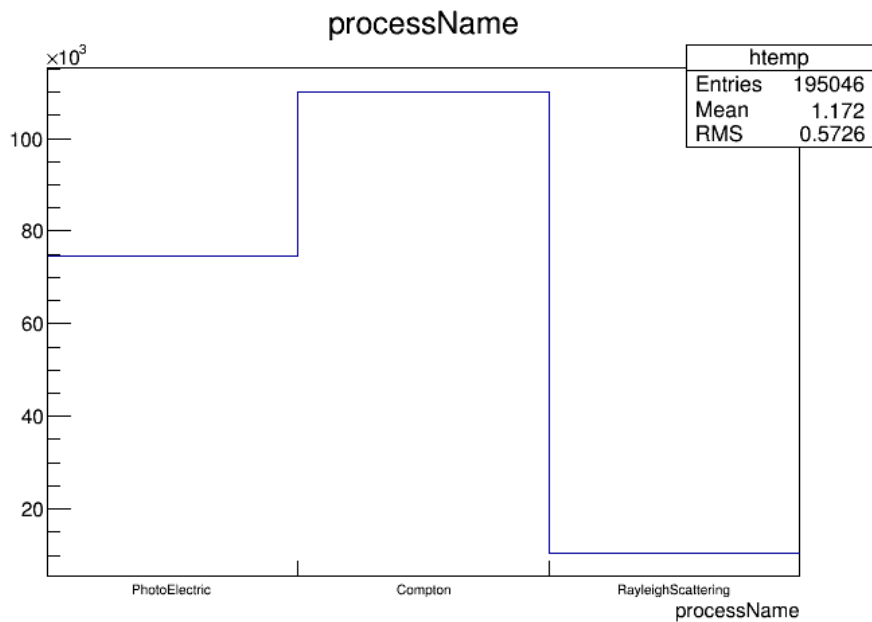 processName
×10³
htemp
Entries 195046
Mean 1.172
RMS 0.5726
100
80
60
40
20
PhotoElectric Compton RayleighScattering
processName